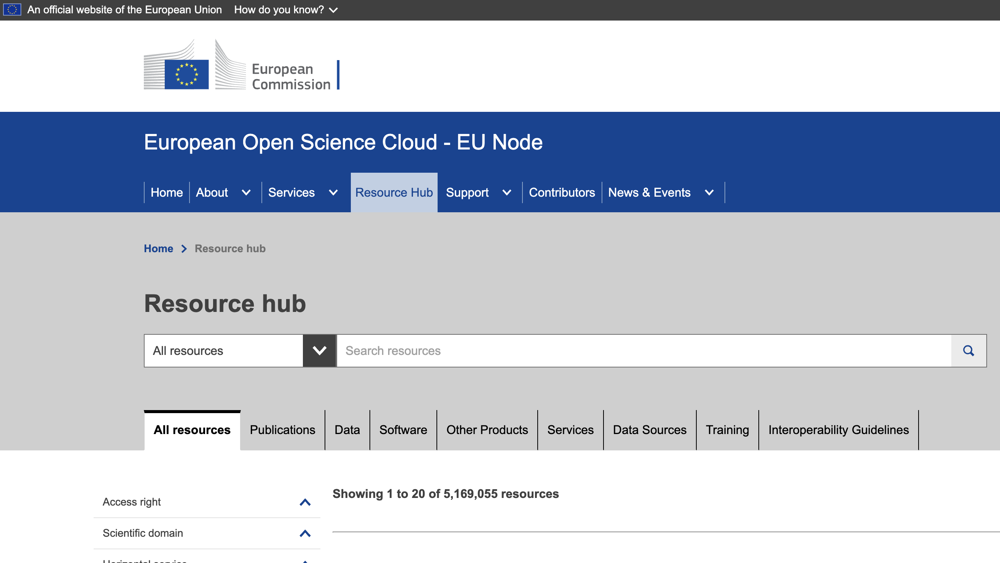 An official website of the European Union How do you know?
European
Commission
European Open Science Cloud - EU Node
Home About Services Resource Hub Support Contributors News & Events
Home Resource hub
Resource hub
All resources Search resources
All resources Publications Data Software Other Products Services Data Sources Training Interoperability Guidelines
Showing 1 to 20 of 5,169,055 resources
Access right
Scientific domain
Horizontal service